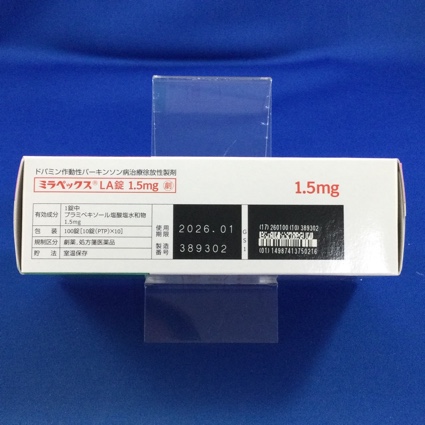 ドパミン作動性パーキンソン病治療徐放性製剤
ミラペックス® LA錠 1.5mg 劇
1.5mg
有効成分 1錠中 プラミペキソール塩酸塩水和物 1.5mg
包装 100錠[10錠(PTP)×10]
規制区分 劇薬、処方箋医薬品
貯法 室温保存
使用期限 2026.01
製造番号 389302
GS1
(17)260100(10)389302
(01)14987413750216